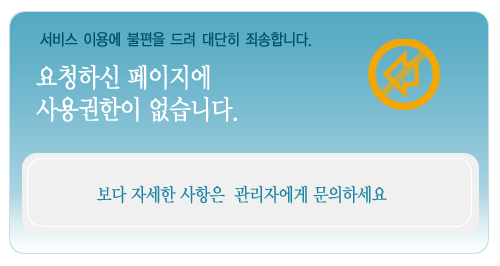 서비스 이용에 불편을 드려 대단히 죄송합니다.
요청하신 페이지에
사용권한이 없습니다.
보다 자세한 사항은 관리자에게 문의하세요